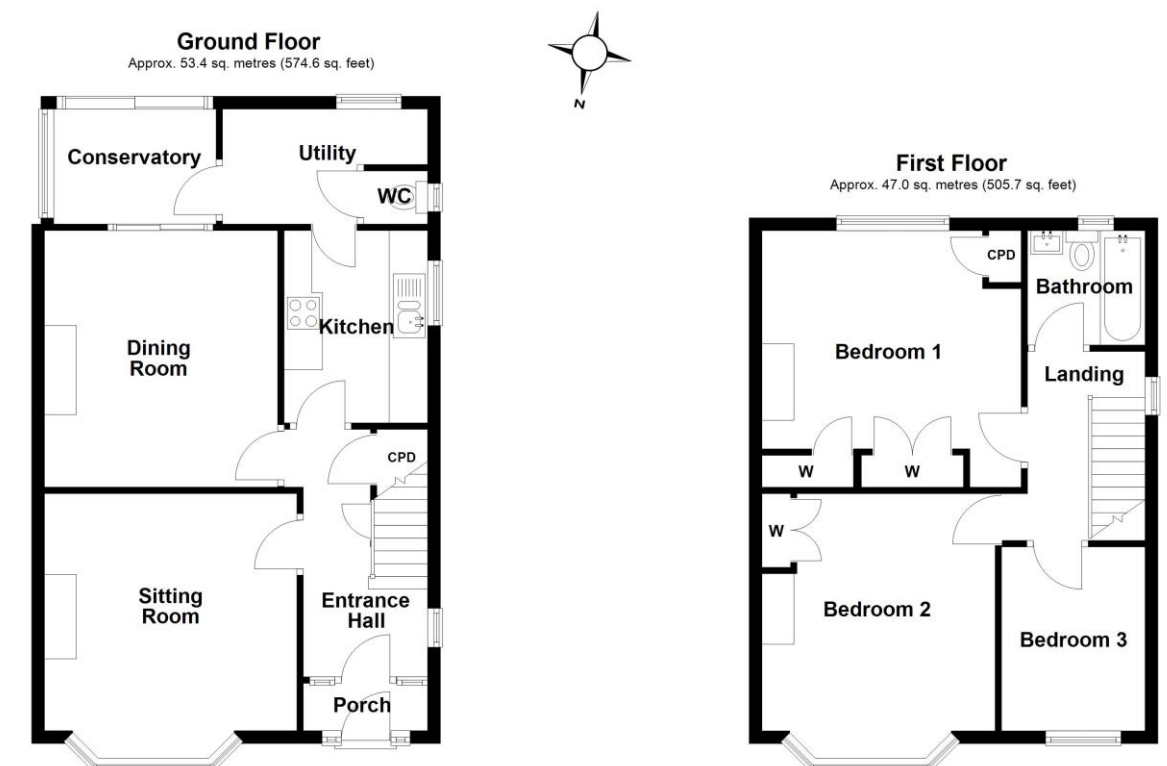 Ground Floor
Approx. 53.4 sq. metres (574.6 sq. feet)
Conservatory
Utility
WC
Kitchen
Dining
Room
CPD
Sitting
Room
Entrance
Hall
Porch
N
First Floor
Approx. 47.0 sq. metres (505.7 sq. feet)
CPD
Bathroom
Bedroom 1
Landing
W
W
W
Bedroom 2
Bedroom 3